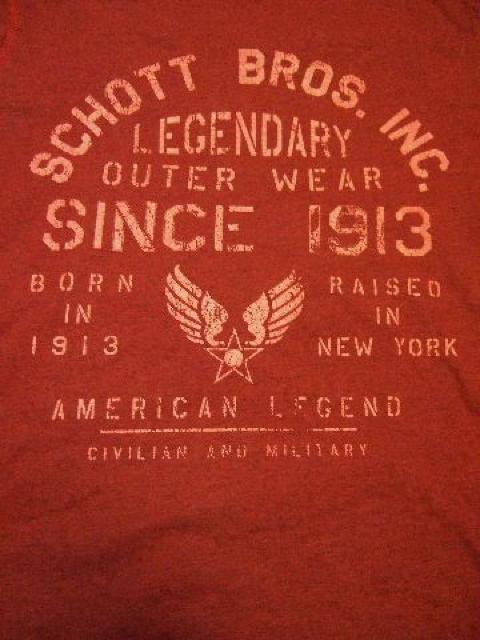 SCHOTT BROS. INC.
LEGENDARY
OUTER WEAR
SINCE 1913
BORN
IN
1913
RAISED
IN
NEW YORK
AMERICAN LEGEND
CIVILIAN AND MILITARY